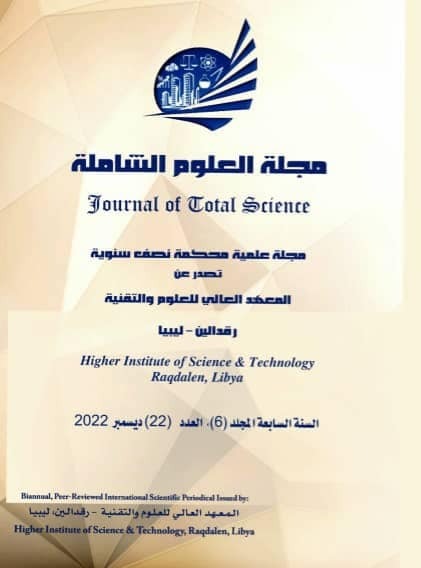 مجلة العلوم الشاملة
Journal of Total Science
مجلة علمية محكمة نصف سنوية
تصدر عن
المعهد العالي للعلوم والتقنية
رقدالين - ليبيا
Higher Institute of Science & Technology
Raqdalen, Libya
السنة السابعة المجلد (6)، العدد (22) ديسمبر 2022
Biannual, Peer-Reviewed International Scientific Periodical Issued by:
المعهد العالي للعلوم والتقنية - رقدالين، ليبيا
Higher Institute of Science & Technology, Raqdalen, Libya